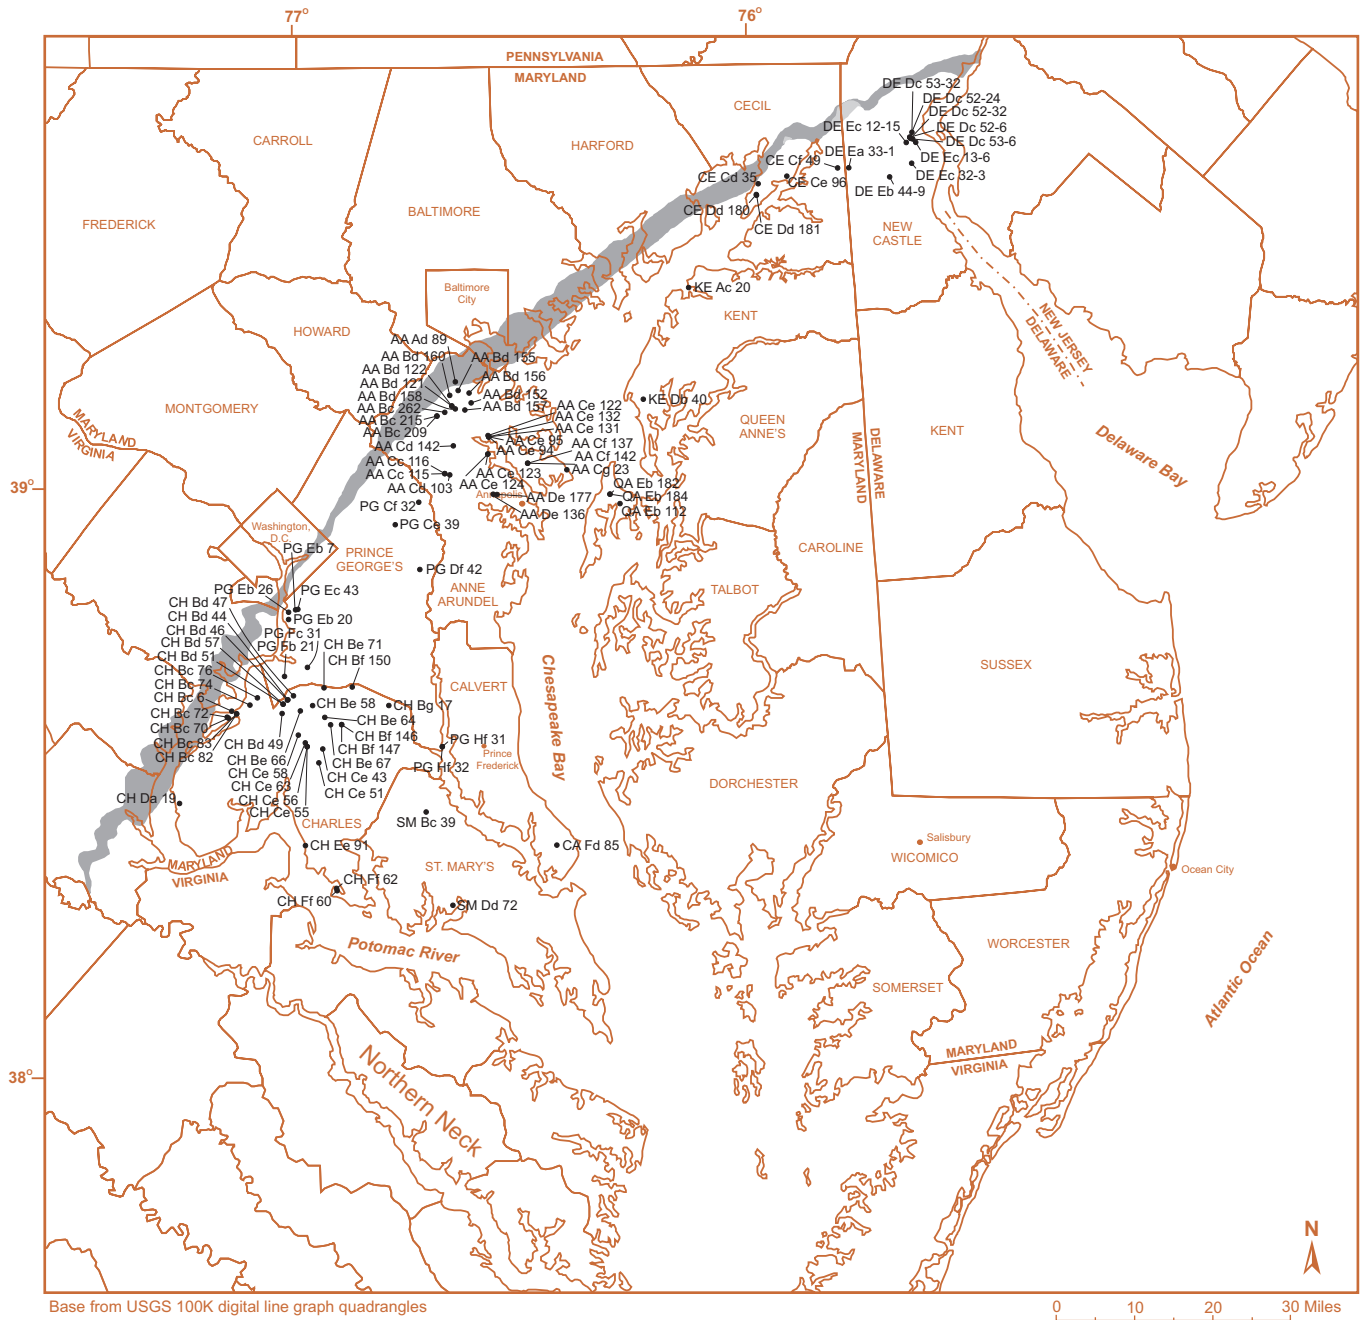 77°
76°
PENNSYLVANIA
MARYLAND
CECIL
CARROLL
HARFORD
BALTIMORE
FREDERICK
DE Dc 53-32
DE Dc 52-24
DE Dc 52-32
DE Ec 12-15
DE Dc 52-6
DE Dc 53-6
DE Ea 33-1
DE Ec 13-6
CE Cf 49
DE Ec 32-3
CE Cd 35
CE Ce 96
DE Eb 44-9
CE Dd 180
CE Dd 181
NEW
CASTLE
Baltimore
City
KE Ac 20
KENT
HOWARD
NEW JERSEY
DELAWARE
AA Ad 89
AA Bd 160
AA Bd 155
AA Bd 122
AA Bd 156
AA Bd 121
AA Bd 158
AA Bd 152
AA Bc 262
AA Bd 157
AA Bc 215
AA Bc 209
AA Cd 142
AA Ce 122
AA Ce 132
AA Ce 131
AA Ce 95
AA Cf 137
AA Ce 94
AA Cf 142
AA Cc 116
AA Cc 115
AA Cg 23
AA Ce 123
AA Ce 124
AA Cd 103
KE Db 40
QUEEN
ANNE'S
MONTGOMERY
MARYLAND
VIRGINIA
DELAWARE
MARYLAND
KENT
Delaware Bay
39°
QA Eb 182
QA Eb 184
QA Eb 112
Annapolis
AA De 177
AA De 136
PG Cf 32
PG Ce 39
Washington,
D.C.
PG Eb 7
PRINCE
GEORGE'S
CAROLINE
PG Df 42
ANNE
ARUNDEL
TALBOT
PG Eb 26
PG Ec 43
CH Bd 47
PG Eb 20
CH Bd 44
PG Fc 31
CH Bd 46
PG Fb 21
CH Bd 57
CH Be 71
CH Bd 51
CH Bf 150
CH Bc 76
CH Bc 74
CH Bc 6
CH Bc 72
CH Bc 70
CH Bc 83
CH Bc 82
CALVERT
Chesapeake Bay
SUSSEX
CH Be 58
CH Bg 17
CH Be 64
CH Bf 146
CH Bf 147
CH Be 67
CH Ce 43
CH Ce 51
CH Bd 49
CH Be 66
CH Ce 58
CH Ce 63
CH Ce 56
CH Ce 55
PG Hf 31
Prince
Frederick
PG Hf 32
DORCHESTER
CH Da 19
CHARLES
SM Bc 39
CH Ee 91
CA Fd 85
Salisbury
WICOMICO
Ocean City
MARYLAND
VIRGINIA
ST. MARY'S
CH Ff 62
CH Ff 60
SM Dd 72
Potomac River
WORCESTER
SOMERSET
Atlantic Ocean
MARYLAND
VIRGINIA
38°
Northern Neck
N
Base from USGS 100K digital line graph quadrangles
0 10 20 30 Miles